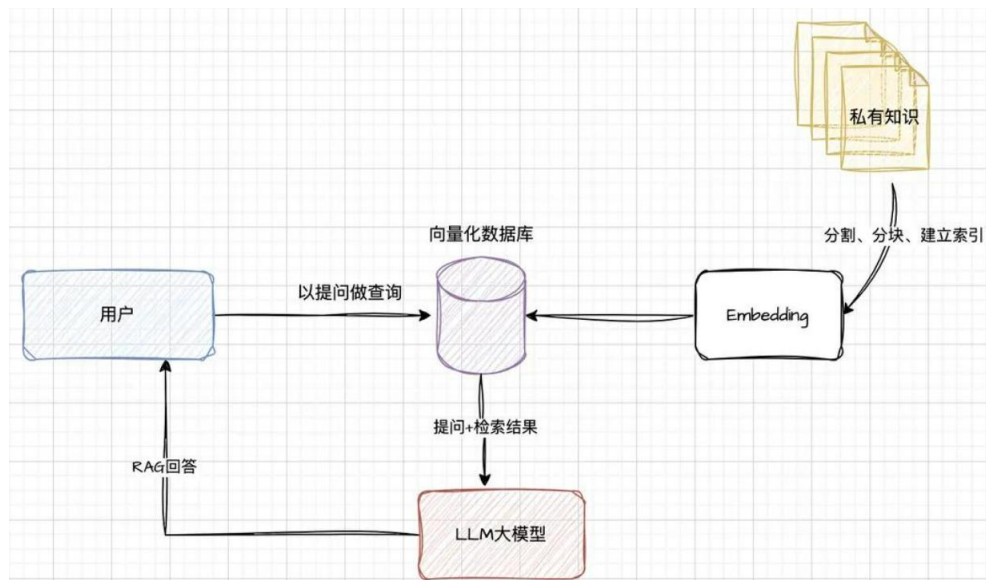 私有知识
分割、分块、建立索引
向量化数据库
以提问做查询
用户
Embedding
提问+检索结果
RAG回答
LLM大模型